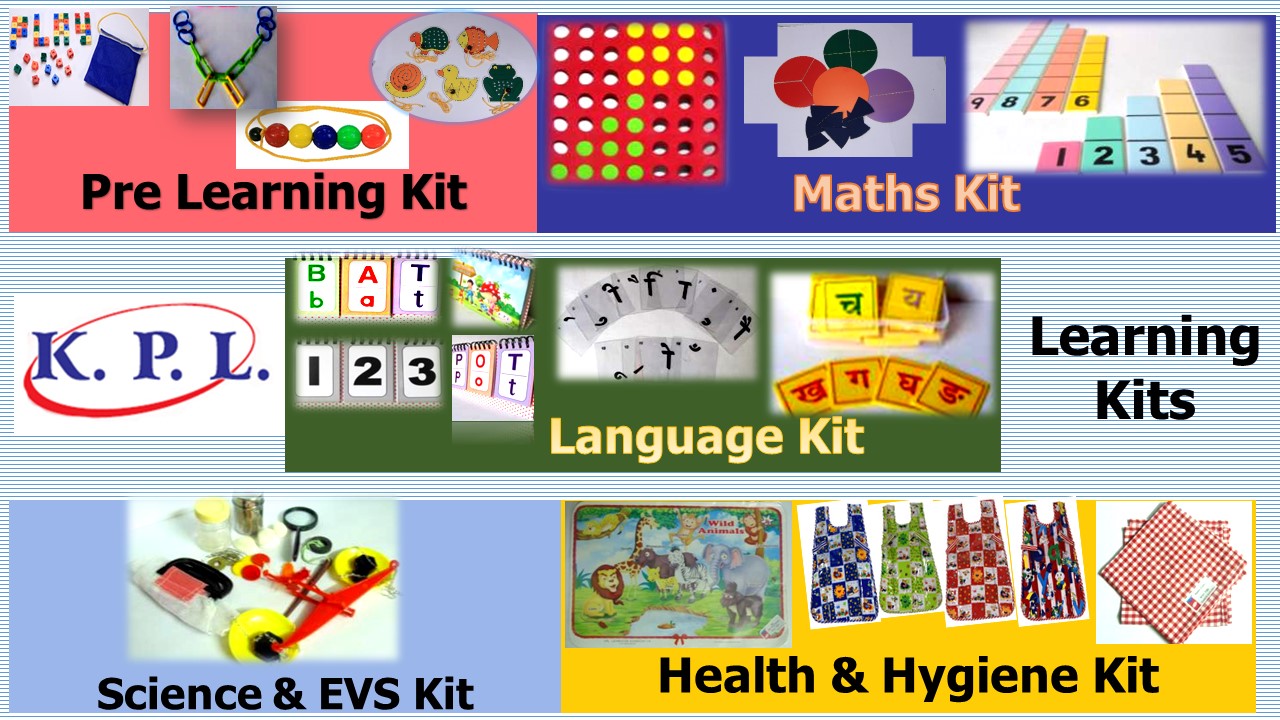 Pre Learning Kit
Maths Kit
9 8 7 6
1 2 3 4 5
B A T
b a t
1 2 3
P O T
p o t
च य
ख ग घ ङ
Language Kit
K. P. L.
Learning
Kits
Science & EVS Kit
Wild
Animals
Health & Hygiene Kit